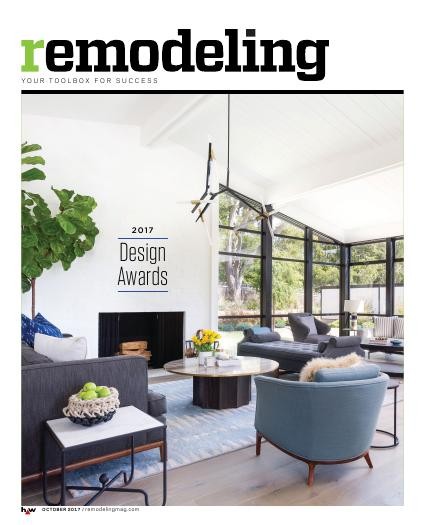 remodeling
YOUR TOOLBOX FOR SUCCESS
2017
Design
Awards
hw OCTOBER 2017 / remodelingmag.com